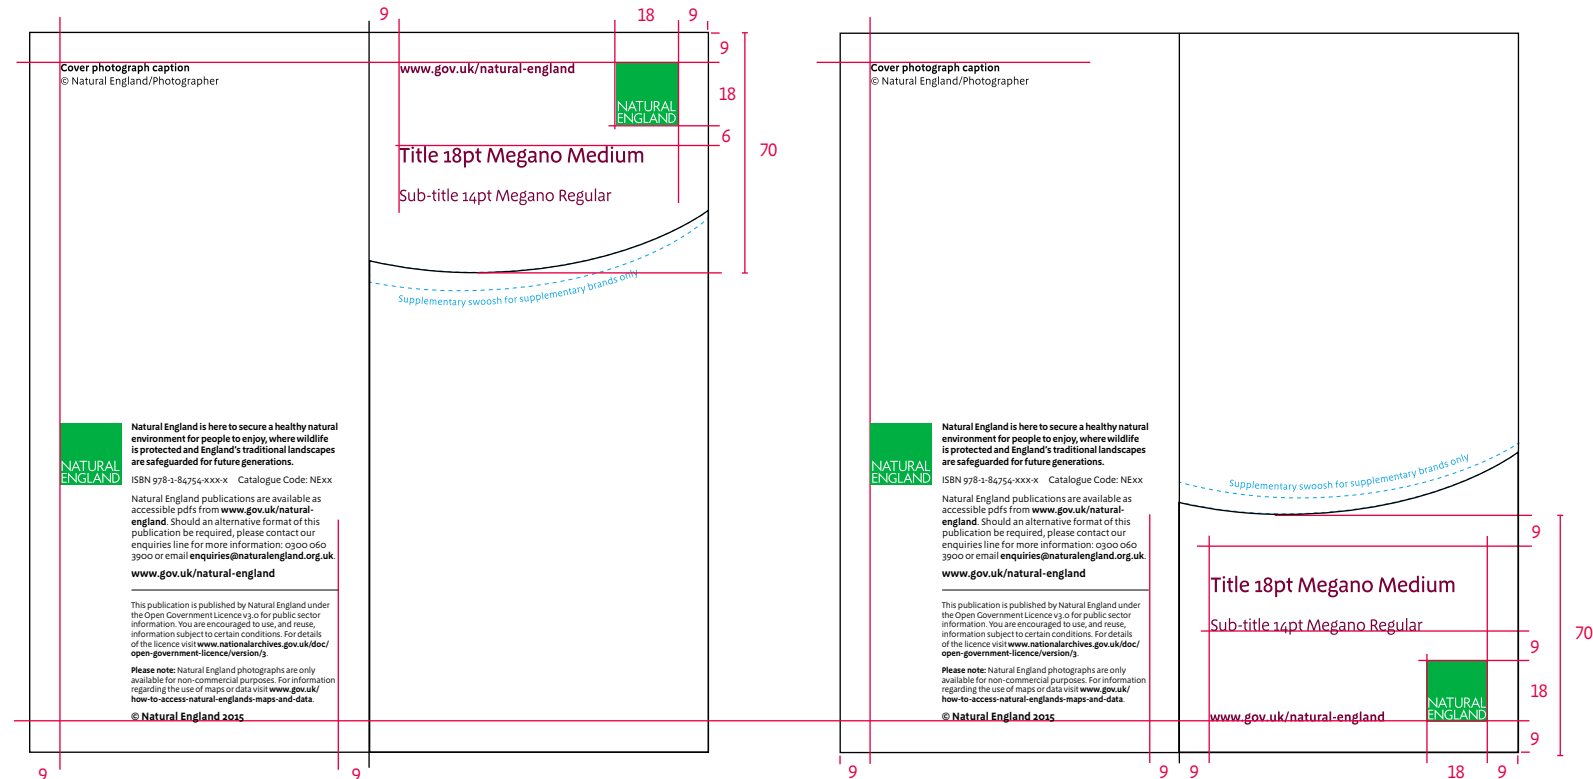 9
18
9
9
18
6
70
Cover photograph caption
© Natural England/Photographer
www.gov.uk/natural-england
NATURAL
ENGLAND
Title 18pt Megano Medium
Sub-title 14pt Megano Regular
Supplementary swoosh for supplementary brands only
NATURAL
ENGLAND
Natural England is here to secure a healthy natural
environment for people to enjoy, where wildlife
is protected and England's traditional landscapes
are safeguarded for future generations.
ISBN 978-1-84754-xxx-x Catalogue Code: NExx
Natural England publications are available as
accessible pdfs from www.gov.uk/natural-
england. Should an alternative format of this
publication be required, please contact our
enquiries line for more information: 0300 060
3900 or email enquiries@naturalengland.org.uk.
www.gov.uk/natural-england
This publication is published by Natural England under
the Open Government Licence v3.0 for public sector
information. You are encouraged to use, and reuse,
information subject to certain conditions. For details
of the licence visit www.nationalarchives.gov.uk/doc/
open-government-licence/version/3.
Please note: Natural England photographs are only
available for non-commercial purposes. For information
regarding the use of maps or data visit www.gov.uk/
how-to-access-natural-englands-maps-and-data.
© Natural England 2015
9
9
Cover photograph caption
© Natural England/Photographer
NATURAL
ENGLAND
Natural England is here to secure a healthy natural
environment for people to enjoy, where wildlife
is protected and England's traditional landscapes
are safeguarded for future generations.
ISBN 978-1-84754-xxx-x Catalogue Code: NExx
Natural England publications are available as
accessible pdfs from www.gov.uk/natural-
england. Should an alternative format of this
publication be required, please contact our
enquiries line for more information: 0300 060
3900 or email enquiries@naturalengland.org.uk.
www.gov.uk/natural-england
This publication is published by Natural England under
the Open Government Licence v3.0 for public sector
information. You are encouraged to use, and reuse,
information subject to certain conditions. For details
of the licence visit www.nationalarchives.gov.uk/doc/
open-government-licence/version/3.
Please note: Natural England photographs are only
available for non-commercial purposes. For information
regarding the use of maps or data visit www.gov.uk/
how-to-access-natural-englands-maps-and-data.
© Natural England 2015
Supplementary swoosh for supplementary brands only
Title 18pt Megano Medium
Sub-title 14pt Megano Regular
NATURAL
ENGLAND
www.gov.uk/natural-england
9
9
18
9
70
9
9
9
18
9